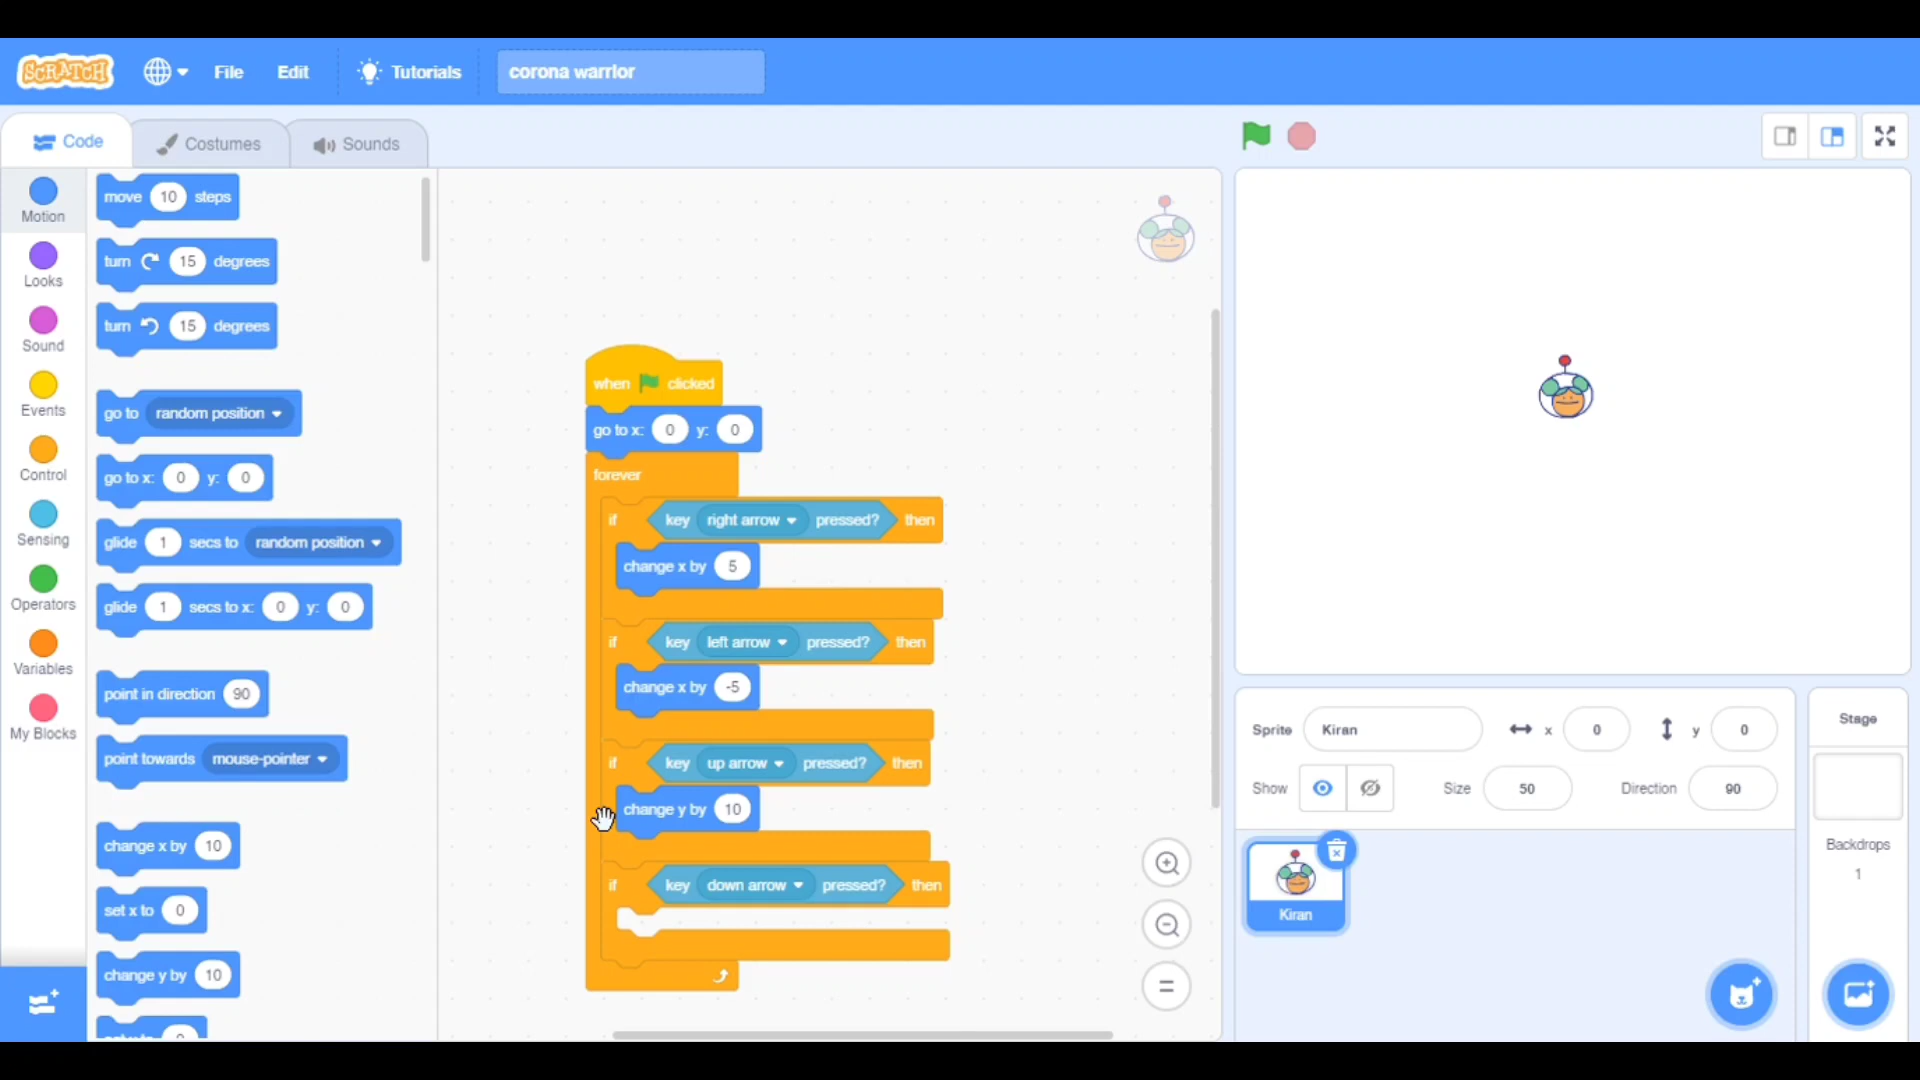 SCRATCH
File
Edit
Tutorials
corona warrior
Code
Costumes
Sounds
Motion
Looks
Sound
Events
Control
Sensing
Operators
Variables
My Blocks
move 10 steps
turn 15 degrees
turn 15 degrees
go to random position
go to x: 0 y: 0
glide 1 secs to random position
glide 1 secs to x: 0 y: 0
point in direction 90
point towards mouse-pointer
change x by 10
set x to 0
change y by 10
when clicked
go to x: 0 y: 0
forever
if key right arrow pressed? then
change x by 5
if key left arrow pressed? then
change x by -5
if key up arrow pressed? then
change y by 10
if key down arrow pressed? then
Sprite Kiran x 0 y 0
Show Size 50 Direction 90
Kiran
Stage
Backdrops
1